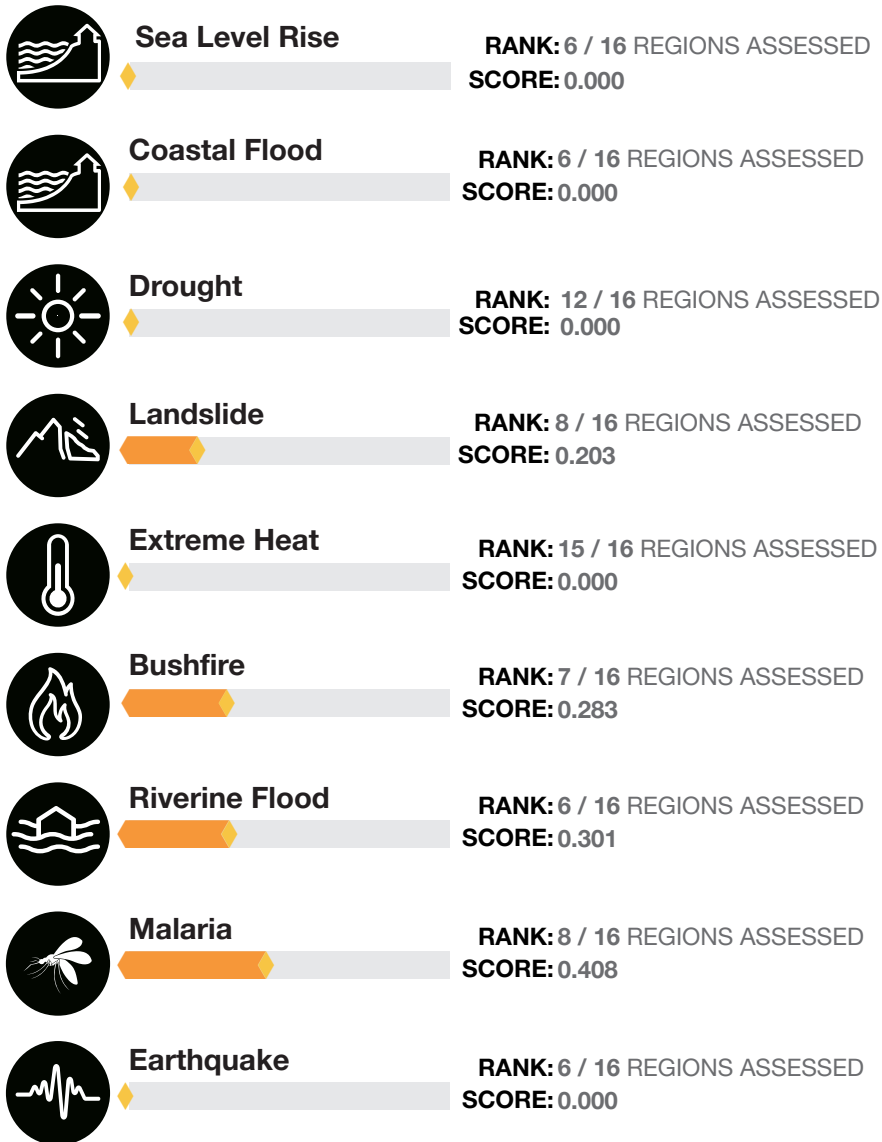 Sea Level Rise
RANK: 6 / 16 REGIONS ASSESSED
SCORE: 0.000
Coastal Flood
RANK: 6 / 16 REGIONS ASSESSED
SCORE: 0.000
Drought
RANK: 12 / 16 REGIONS ASSESSED
SCORE: 0.000
Landslide
RANK: 8 / 16 REGIONS ASSESSED
SCORE: 0.203
Extreme Heat
RANK: 15 / 16 REGIONS ASSESSED
SCORE: 0.000
Bushfire
RANK: 7 / 16 REGIONS ASSESSED
SCORE: 0.283
Riverine Flood
RANK: 6 / 16 REGIONS ASSESSED
SCORE: 0.301
Malaria
RANK: 8 / 16 REGIONS ASSESSED
SCORE: 0.408
Earthquake
RANK: 6 / 16 REGIONS ASSESSED
SCORE: 0.000